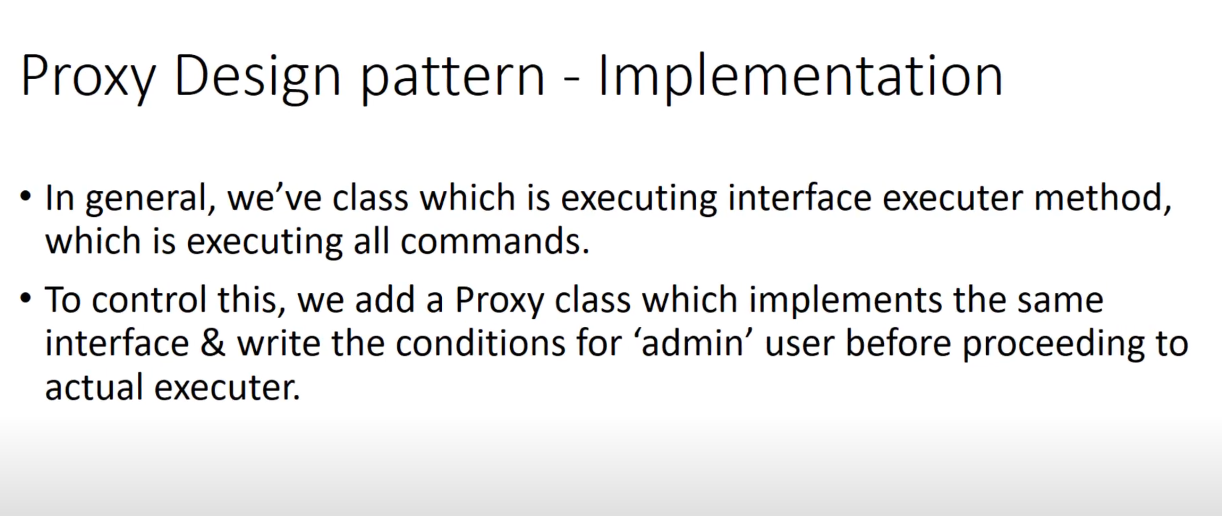 Proxy Design pattern - Implementation
• In general, we’ve class which is executing interface executer method,
which is executing all commands.
• To control this, we add a Proxy class which implements the same
interface & write the conditions for ‘admin’ user before proceeding to
actual executer.